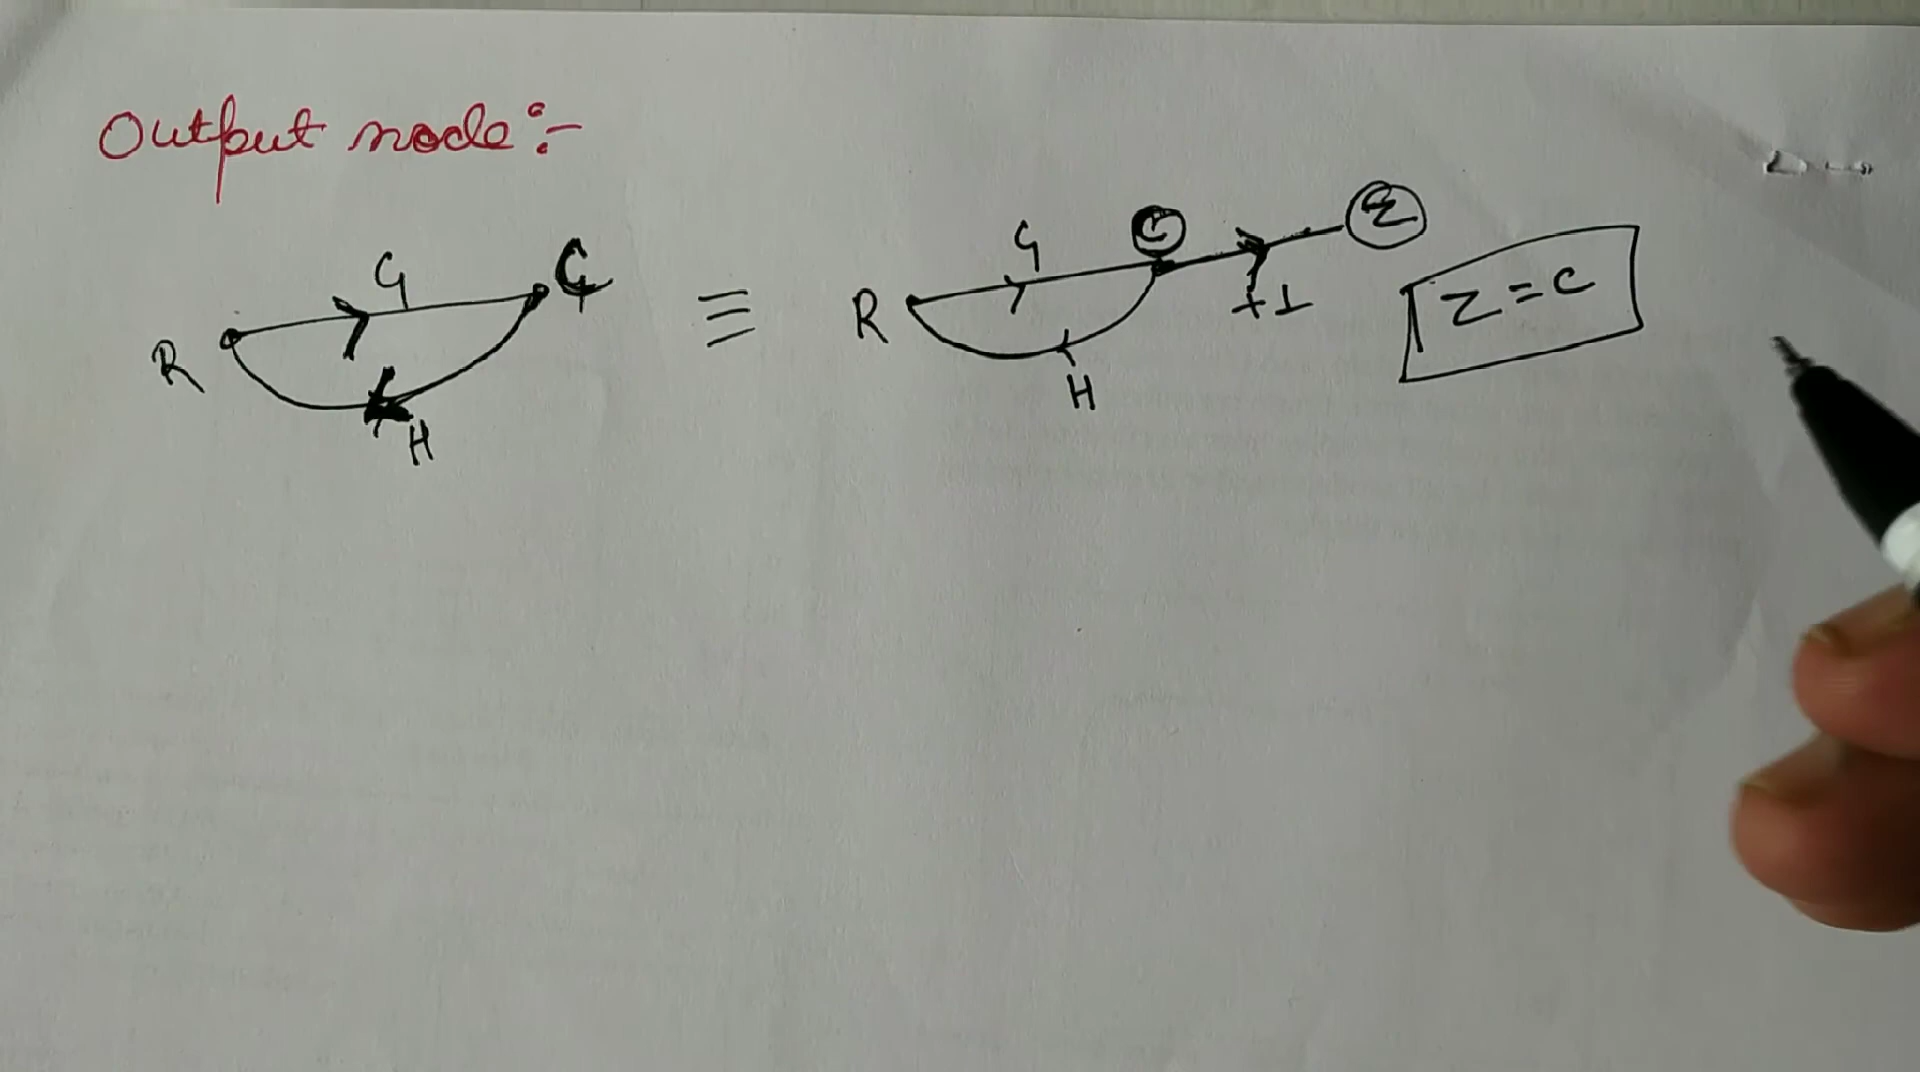 Output node:-
R G C H ≡ R G C H +1 Z Z=C